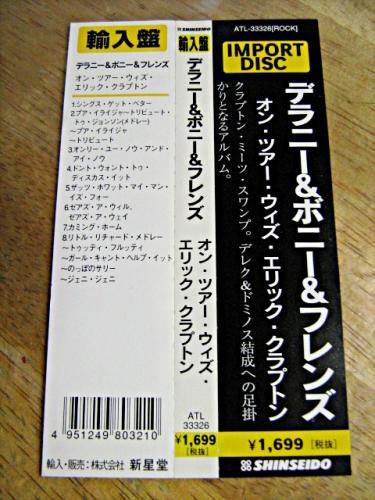 輸入盤
デラニー&ボニー&フレンズ
オン・ツアー・ウィズ・
エリック・クラプトン
1.シングス・ゲット・ベター
2.プア・イライジャ〜トリビュート・
トゥ・ジョンソン(メドレー)
〜プア・イライジャ
〜トリビュート
3.オンリー・ユー・ノウ・アンド・
アイ・ノウ
4.ドント・ウォント・トゥ・
ディスカス・イット
5.ザッツ・ホワット・マイ・マン・
イズ・フォー
6.ゼアズ・ア・ウィル、
ゼアズ・ア・ウェイ
7.カミング・ホーム
8.リトル・リチャード・メドレー
〜トゥッティ・フルッティ
〜ガール・キャント・ヘルプ・イット
〜のっぽのサリー
〜ジェニ・ジェニ
4 951249 803210
輸入・販売:株式会社 新星堂
SHINSEIDO
輸入盤
デラニー&ボニー&フレンズ
オン・ツアー・ウィズ・
エリック・クラプトン
ATL
33326
¥1,699
[税抜]
ATL-33326[ROCK]
IMPORT
DISC
デラニー&ボニー&フレンズ
オン・ツアー・ウィズ・エリック・クラプトン
クラプトン・ミーツ・スワンプ。デレク&ドミノス結成への足掛
かりとなるアルバム。
¥1,699
[税抜]
SHINSEIDO